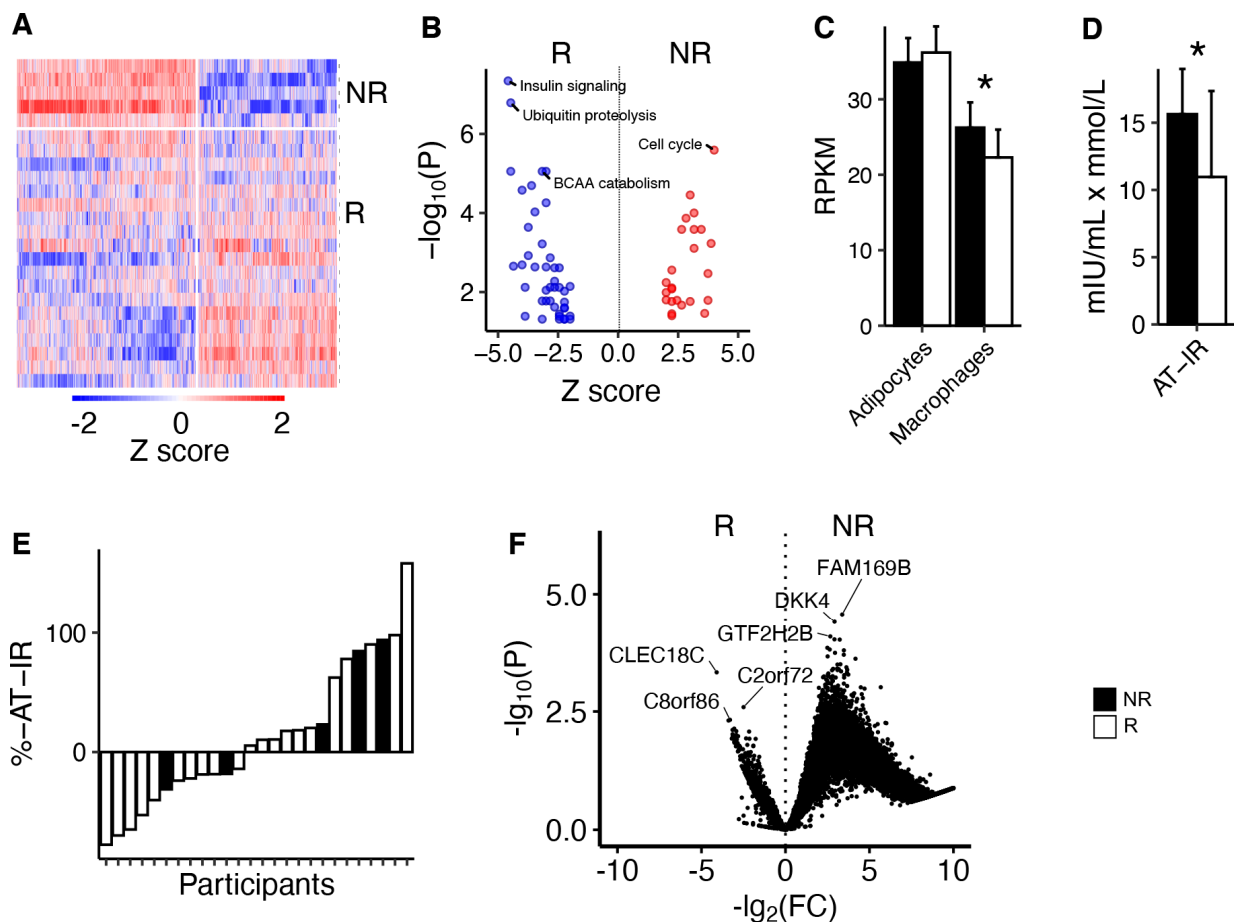 A
NR
R
-2 0 2
Z score
B
R NR
Insulin signaling
Ubiquitin proteolysis
Cell cycle
BCAA catabolism
−log10(P)
6
4
2
−5.0 −2.5 0.0 2.5 5.0
Z score
C
RPKM
30
20
10
0
*
Adipocytes
Macrophages
D
mIU/mL x mmol/L
15
10
5
0
*
AT−IR
E
%−AT−IR
100
0
Participants
F
R NR
FAM169B
DKK4
GTF2H2B
CLEC18C
C2orf72
C8orf86
-lg10(P)
5.0
2.5
0.0
-10 -5 0 5 10
-lg2(FC)
NR
R